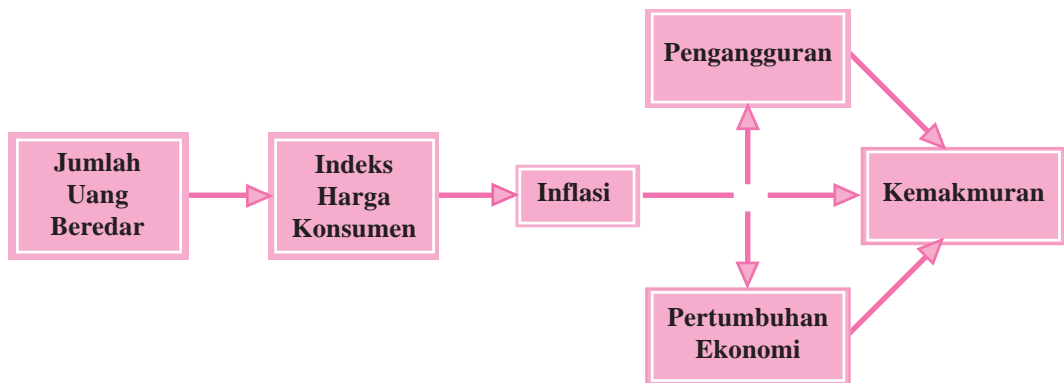 Jumlah
Uang
Beredar
Indeks
Harga
Konsumen
Inflasi
Pengangguran
Pertumbuhan
Ekonomi
Kemakmuran